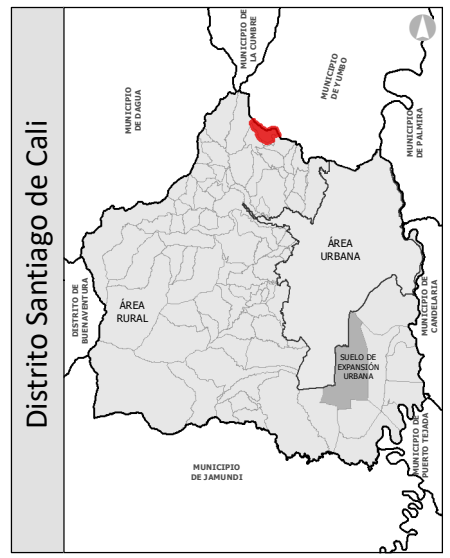 Distrito Santiago de Cali
MUNICIPIO
DE DAGUA
MUNICIPIO DE
LA CUMBRE
MUNICIPIO
DE YUMBO
MUNICIPIO
DE PALMIRA
ÁREA
URBANA
ÁREA
RURAL
DISTRITO DE
BUENAVENTURA
MUNICIPIO DE
CANDELARIA
SUELO DE
EXPANSIÓN
URBANA
MUNICIPIO DE
PUERTO TEJADA
MUNICIPIO
DE JAMUNDI